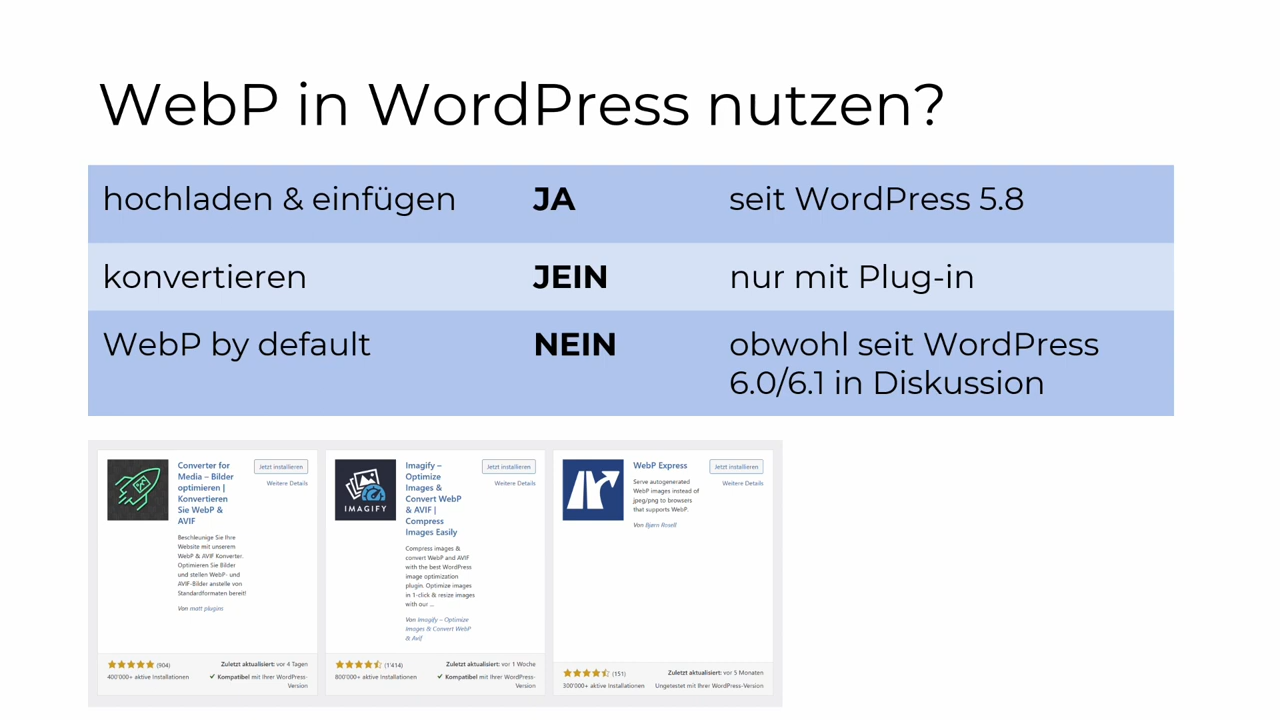 WebP in WordPress nutzen?
hochladen & einfügen JA seit WordPress 5.8
konvertieren JEIN nur mit Plug-in
WebP by default NEIN obwohl seit WordPress
6.0/6.1 in Diskussion
Converter for
Media – Bilder
optimieren |
Konvertieren
Sie WebP &
AVIF
Jetzt installieren
Weitere Details
Beschleunige Sie Ihre
Website mit unserem
WebP & AVIF Konverter.
Optimieren Sie Bilder
und stellen WebP- und
AVIF-Bilder anstelle von
Standardformaten bereit!
Von matt plugins
(904)
400'000+ aktive Installationen
Zuletzt aktualisiert: vor 4 Tagen
✔ Kompatibel mit Ihrer WordPress-
Version
IMAGIFY
Imagify –
Optimize
Images &
Convert WebP
& AVIF |
Compress
Images Easily
Jetzt installieren
Weitere Details
Compress images &
convert WebP and AVIF
with the best WordPress
image optimization
plugin. Optimize images
in 1-click & resize images
with our ...
Von Imagify – Optimize
Images & Convert WebP
& Avif
(1'414)
800'000+ aktive Installationen
Zuletzt aktualisiert: vor 1 Woche
✔ Kompatibel mit Ihrer WordPress-
Version
WebP Express
Jetzt installieren
Weitere Details
Serve autogenerated
WebP images instead of
jpeg/png to browsers
that supports WebP.
Von Bjørn Rosell
(151)
300'000+ aktive Installationen
Zuletzt aktualisiert: vor 5 Monaten
Ungetestet mit Ihrer WordPress-Version